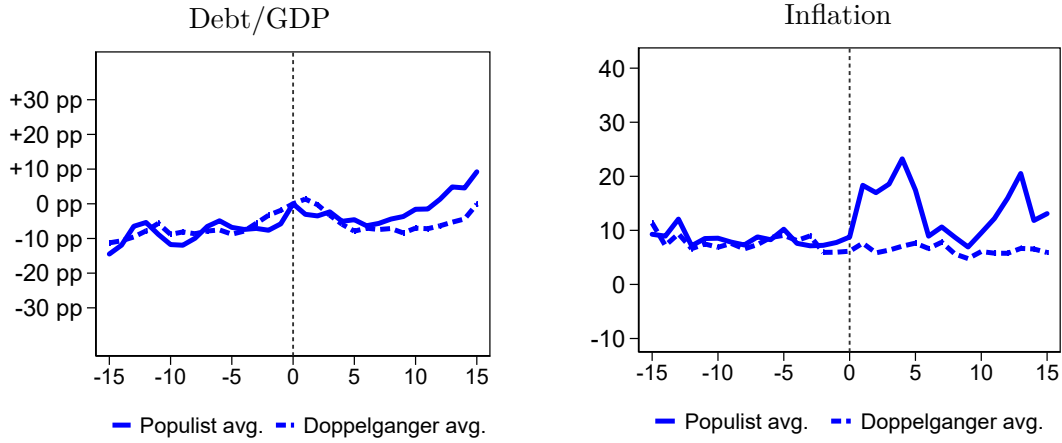 Debt/GDP
+30 pp
+20 pp
+10 pp
0 pp
-10 pp
-20 pp
-30 pp
-15 -10 -5 0 5 10 15
Populist avg. Doppelganger avg.
Inflation
40
30
20
10
0
-10
-15 -10 -5 0 5 10 15
Populist avg. Doppelganger avg.